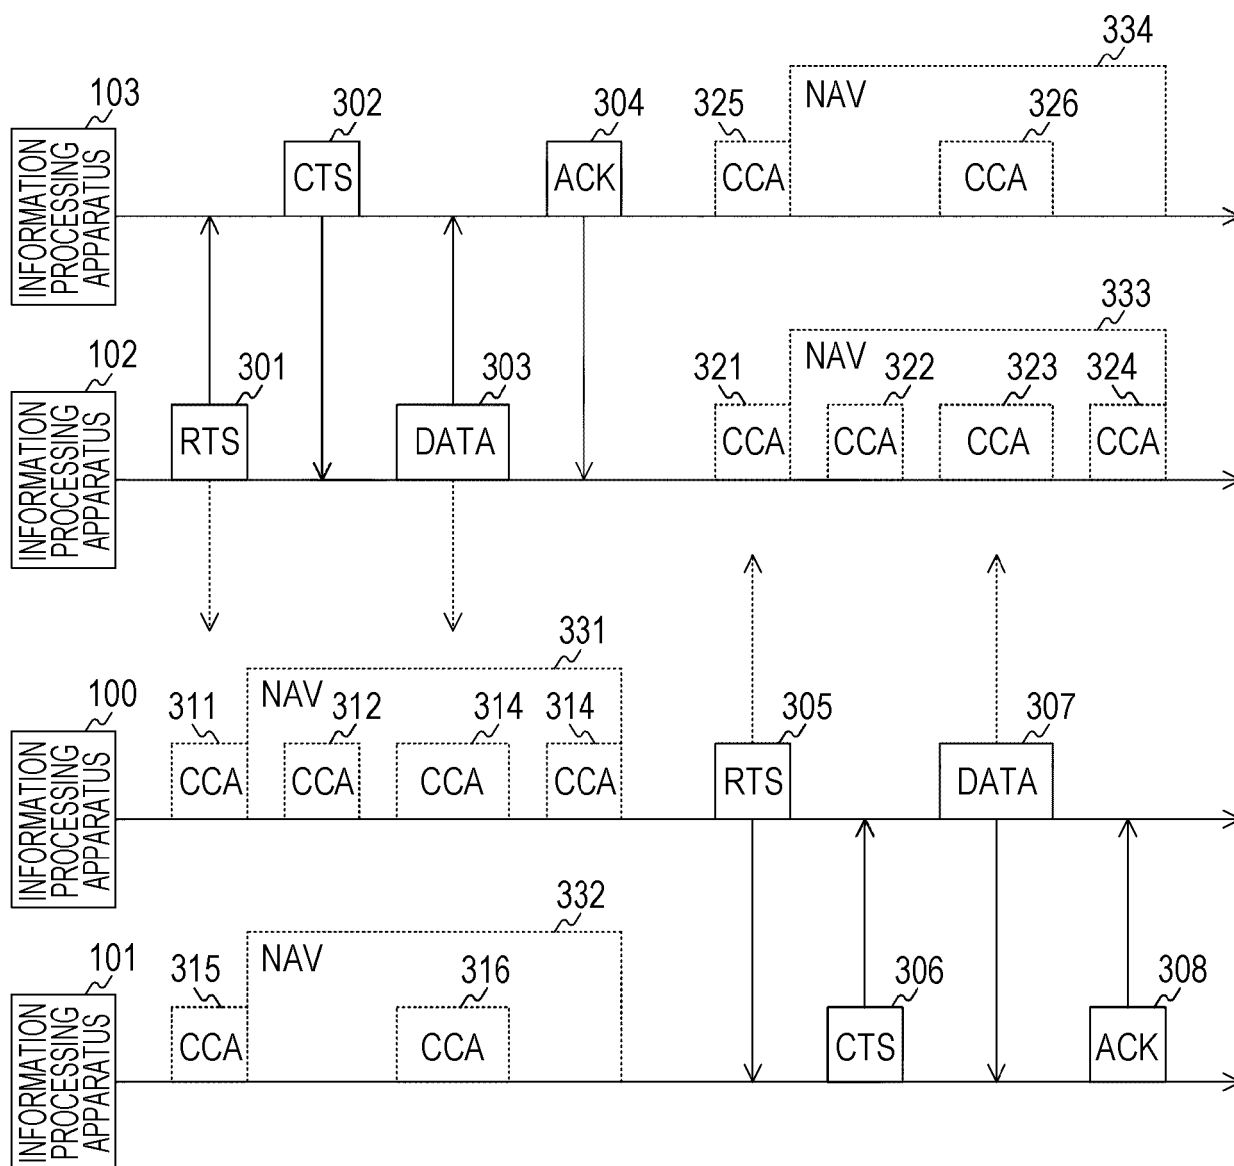 334
NAV
103
302
304
325
326
INFORMATION
PROCESSING
APPARATUS
CTS
ACK
CCA
CCA
333
NAV
102
301
303
321
322
323
324
INFORMATION
PROCESSING
APPARATUS
RTS
DATA
CCA
CCA
CCA
CCA
331
NAV
100
311
312
314
314
305
307
INFORMATION
PROCESSING
APPARATUS
CCA
CCA
CCA
CCA
RTS
DATA
332
NAV
101
315
316
306
308
INFORMATION
PROCESSING
APPARATUS
CCA
CCA
CTS
ACK